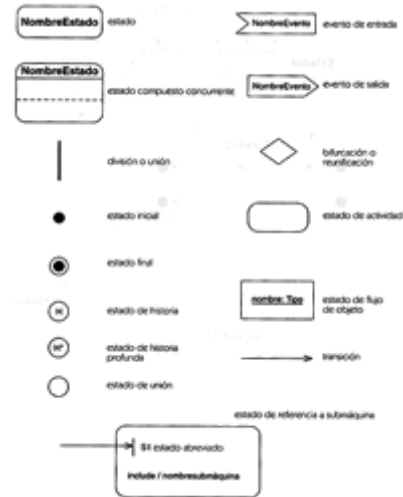 NombreEstado
estado
NombreEvento
evento de entrada
NombreEstado
estado compuesto concurrente
NombreEvento
evento de salida
división o unión
bifurcación o
reunificación
estado inicial
estado de actividad
estado final
estado de historia
nombre: Tipo
estado de flujo
de objeto
H
H*
estado de historia
profunda
transición
estado de unión
estado de referencia a submáquina
estado abreviado
include / nombresubmáquina